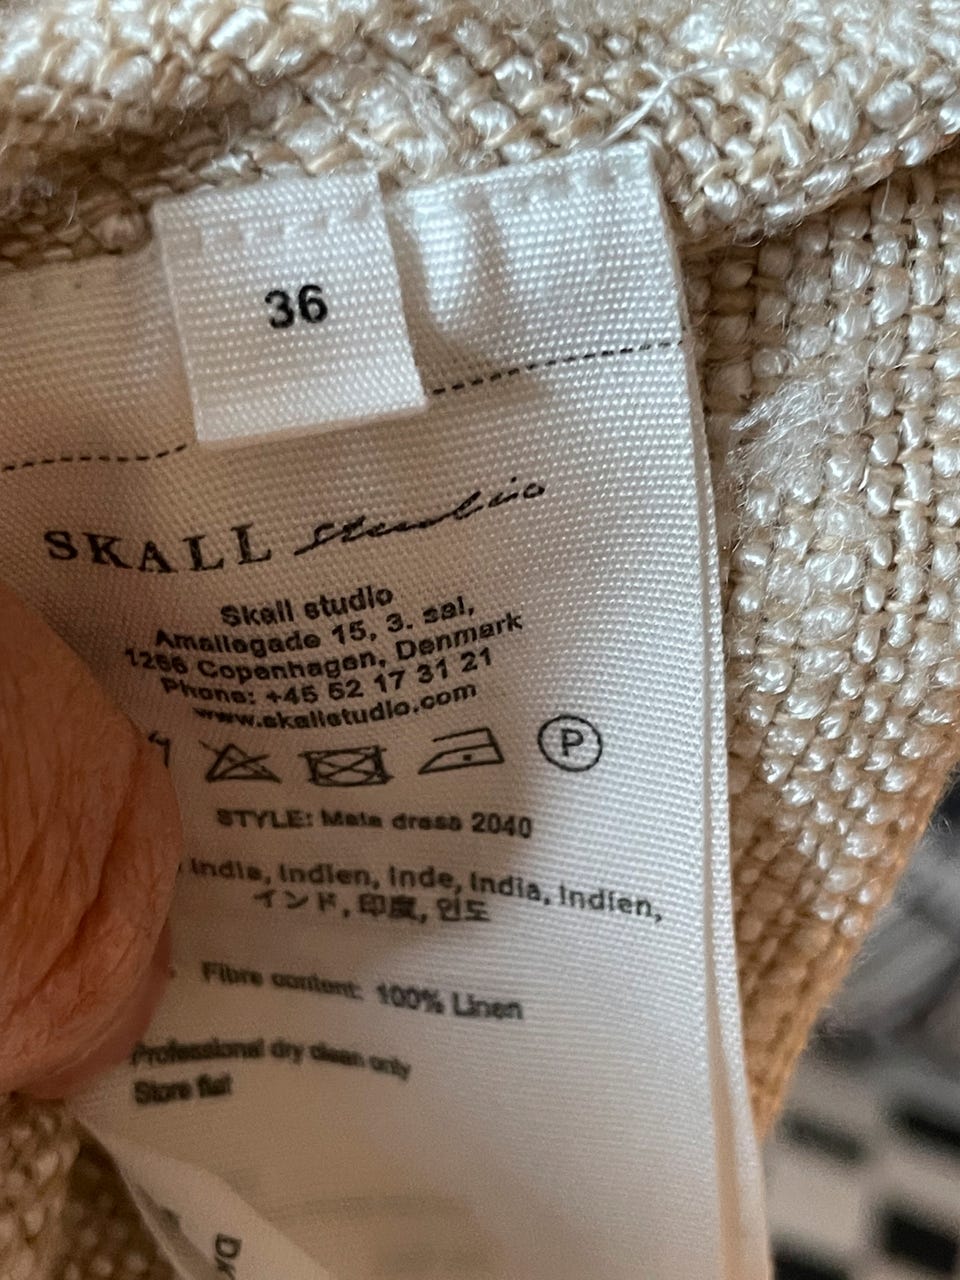 36
SKALL studio
Skall studio
Amaliegade 15, 3. sal,
1256 Copenhagen, Denmark
Phone: +45 52 17 31 21
www.skallstudio.com
P
STYLE: Maia dress 2040
India, Indien, Inde, India, Indien,
インド, 印度, 인도
Fibre content: 100% Linen
Professional dry clean only
Store flat